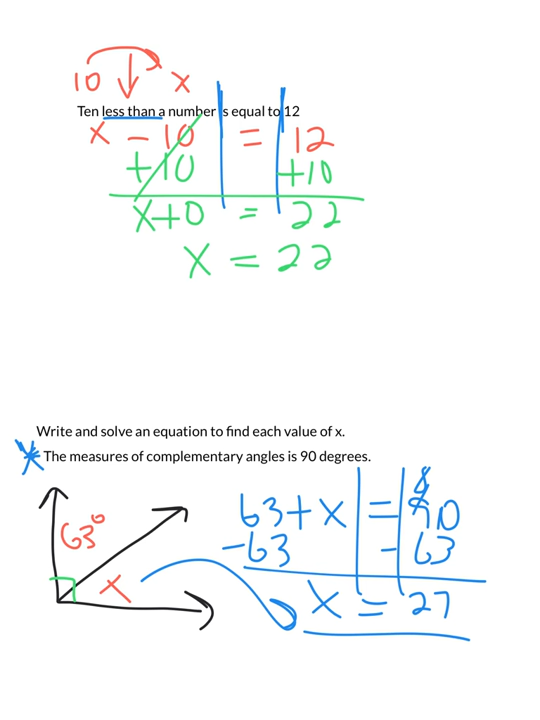 10 x
Ten less than a number is equal to 12
x - 10 = 12
+10 +10
x+0 = 22
x = 22
Write and solve an equation to find each value of x.
The measures of complementary angles is 90 degrees.
63° x
8
63+x = 90
-63 - 63
x = 27